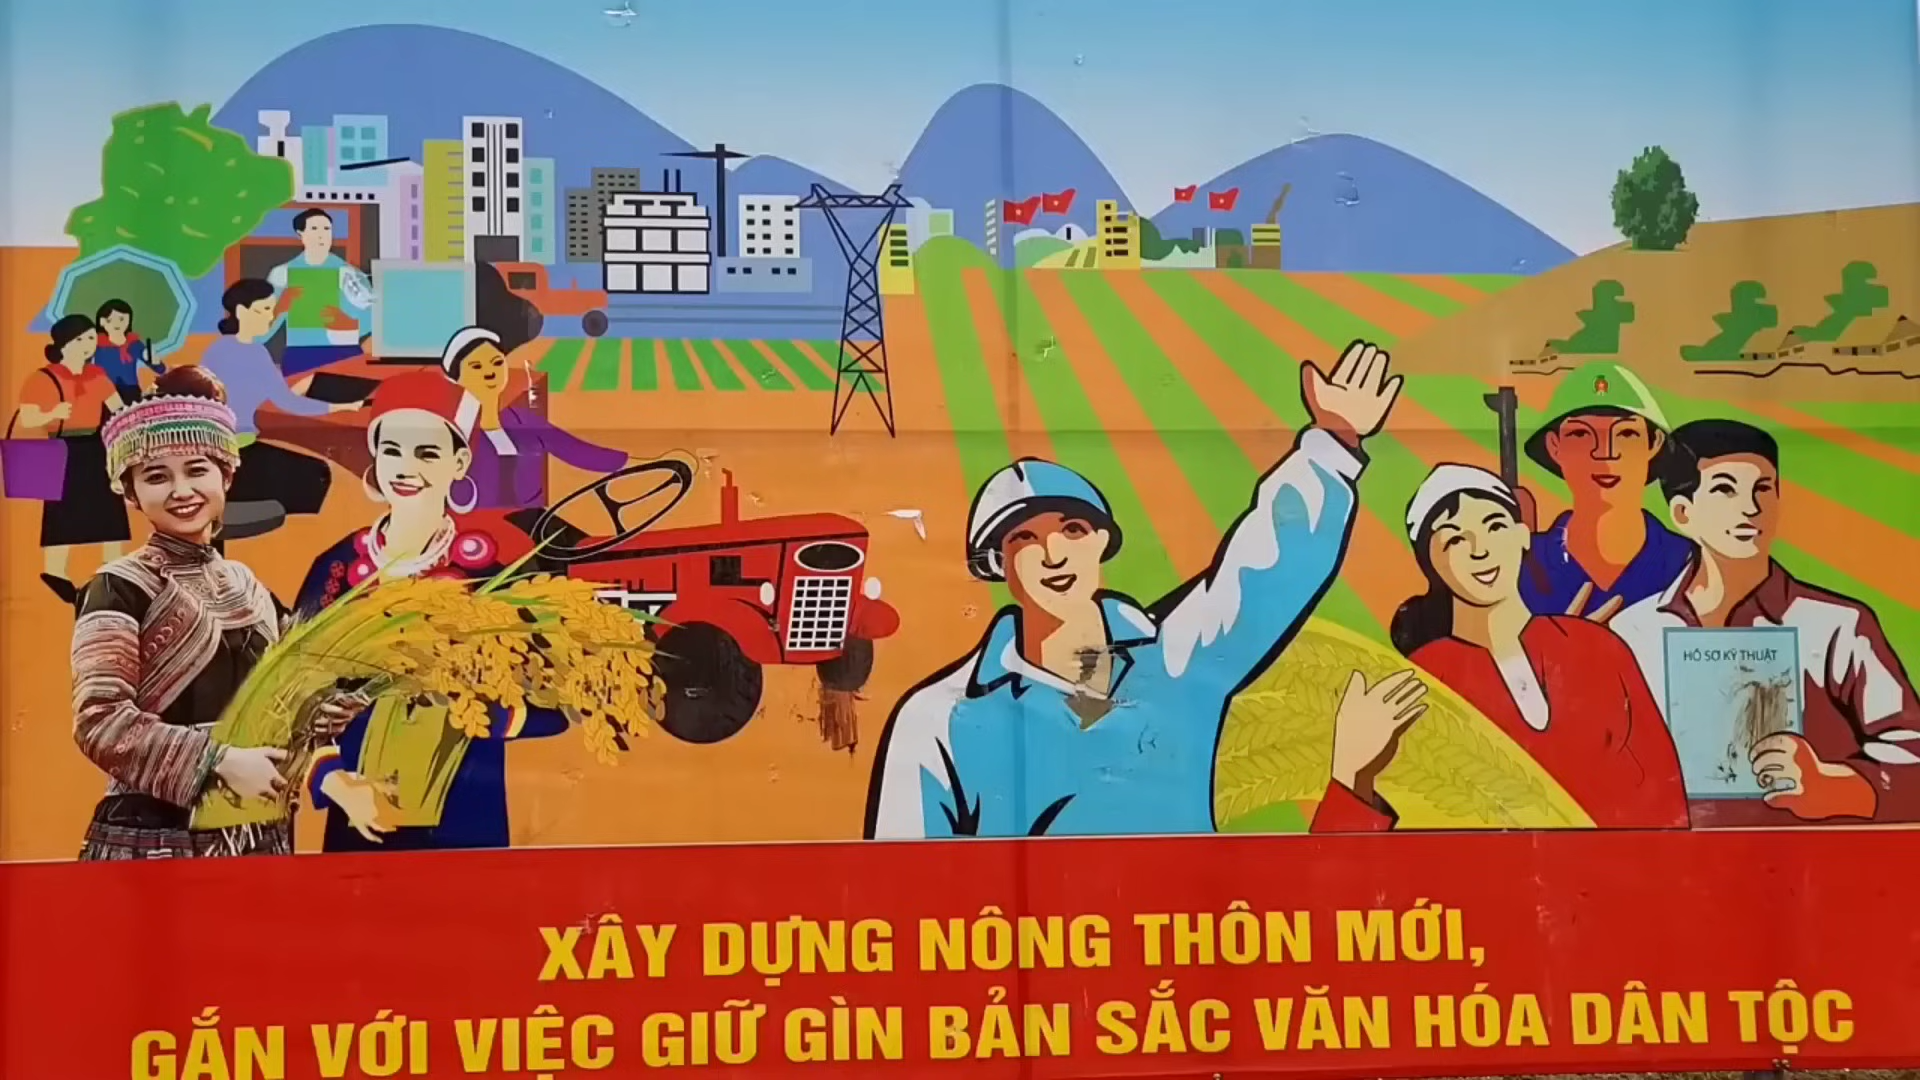 HỒ SƠ KỸ THUẬT
XÂY DỰNG NÔNG THÔN MỚI,
GẮN VỚI VIỆC GIỮ GÌN BẢN SẮC VĂN HÓA DÂN TỘC